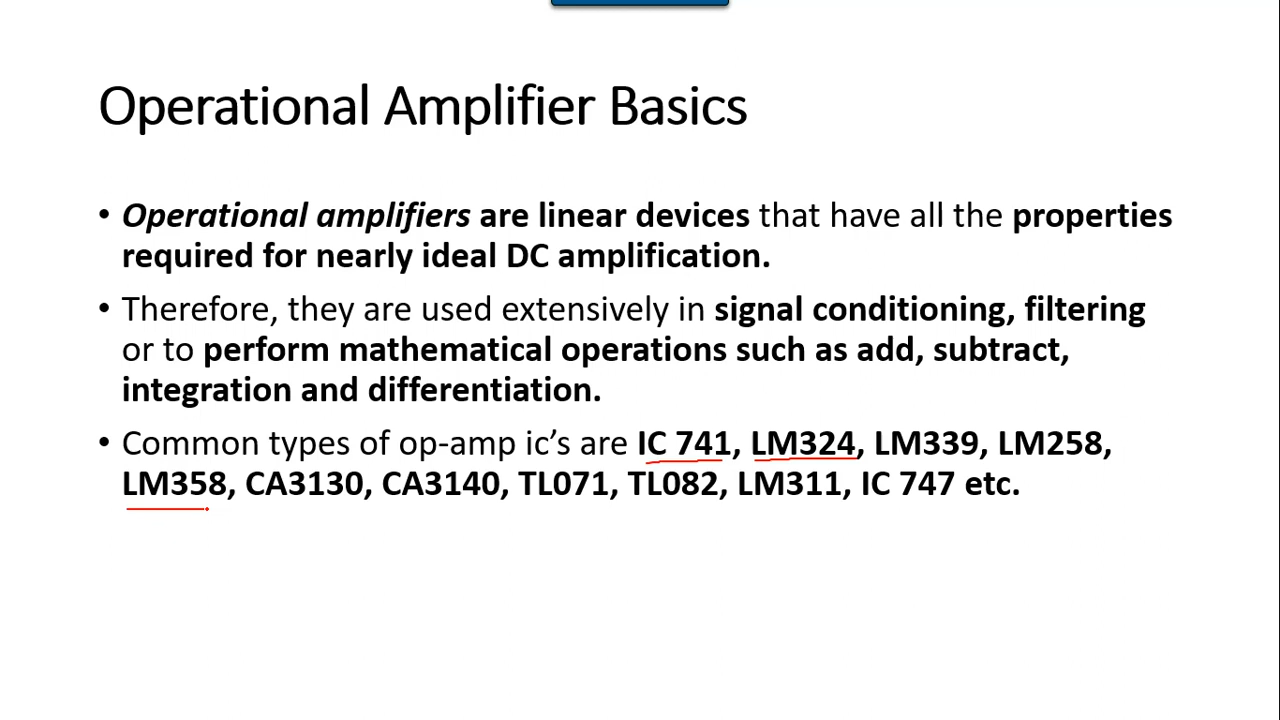 Operational Amplifier Basics
• Operational amplifiers are linear devices that have all the properties
required for nearly ideal DC amplification.
• Therefore, they are used extensively in signal conditioning, filtering
or to perform mathematical operations such as add, subtract,
integration and differentiation.
• Common types of op-amp ic’s are IC 741, LM324, LM339, LM258,
LM358, CA3130, CA3140, TL071, TL082, LM311, IC 747 etc.